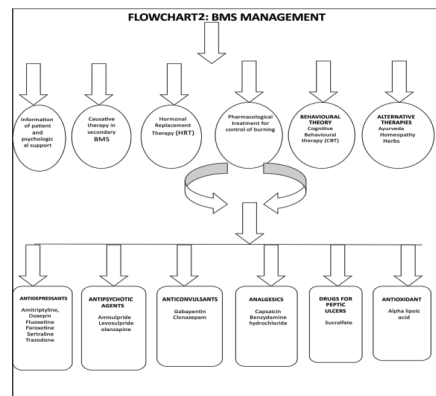 FLOWCHART2: BMS MANAGEMENT
Information
of patient
and
psychologic
al support
Causative
therapy in
secondary
BMS
Hormonal
Replacement
Therapy (HRT)
Pharmacological
treatment for
control of burning
BEHAVIOURAL
THEORY
Cognitive
Behavioural
therapy (CBT)
ALTERNATIVE
THERAPIES
Ayurveda
Homeopathy
Herbs
ANTIDEPRESSANTS
Amitriptyline,
Doxepin
Fluoxetine
Paroxetine
Sertraline
Trazodone
ANTIPSYCHOTIC
AGENTS
Amisulpride
Levosulpride
olanzapine
ANTICONVULSANTS
Gabapentin
Clonazepam
ANALGESICS
Capsaicin
Benzydamine
hydrochloride
DRUGS FOR
PEPTIC
ULCERS
Sucralfate
ANTIOXIDANT
Alpha lipoic
acid